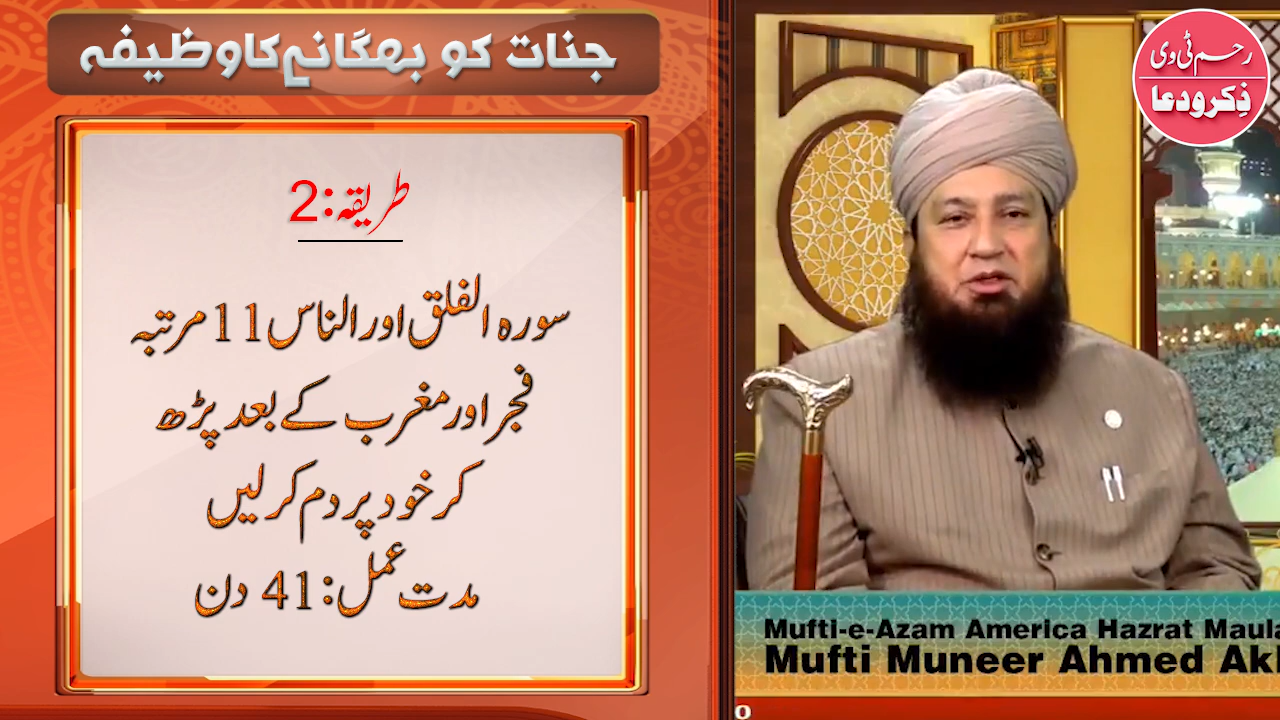 جنات کو بھگانے کا وظیفہ
طریقہ:2
سورہ الفلق اور الناس 11 مرتبہ
فجر اور مغرب کے بعد پڑھ
کر خود پر دم کر لیں
مدت عمل: 41 دن
رحم ٹی وی
ذِکر و دعا
Mufti-e-Azam America Hazrat Maula
Mufti Muneer Ahmed Ak
o